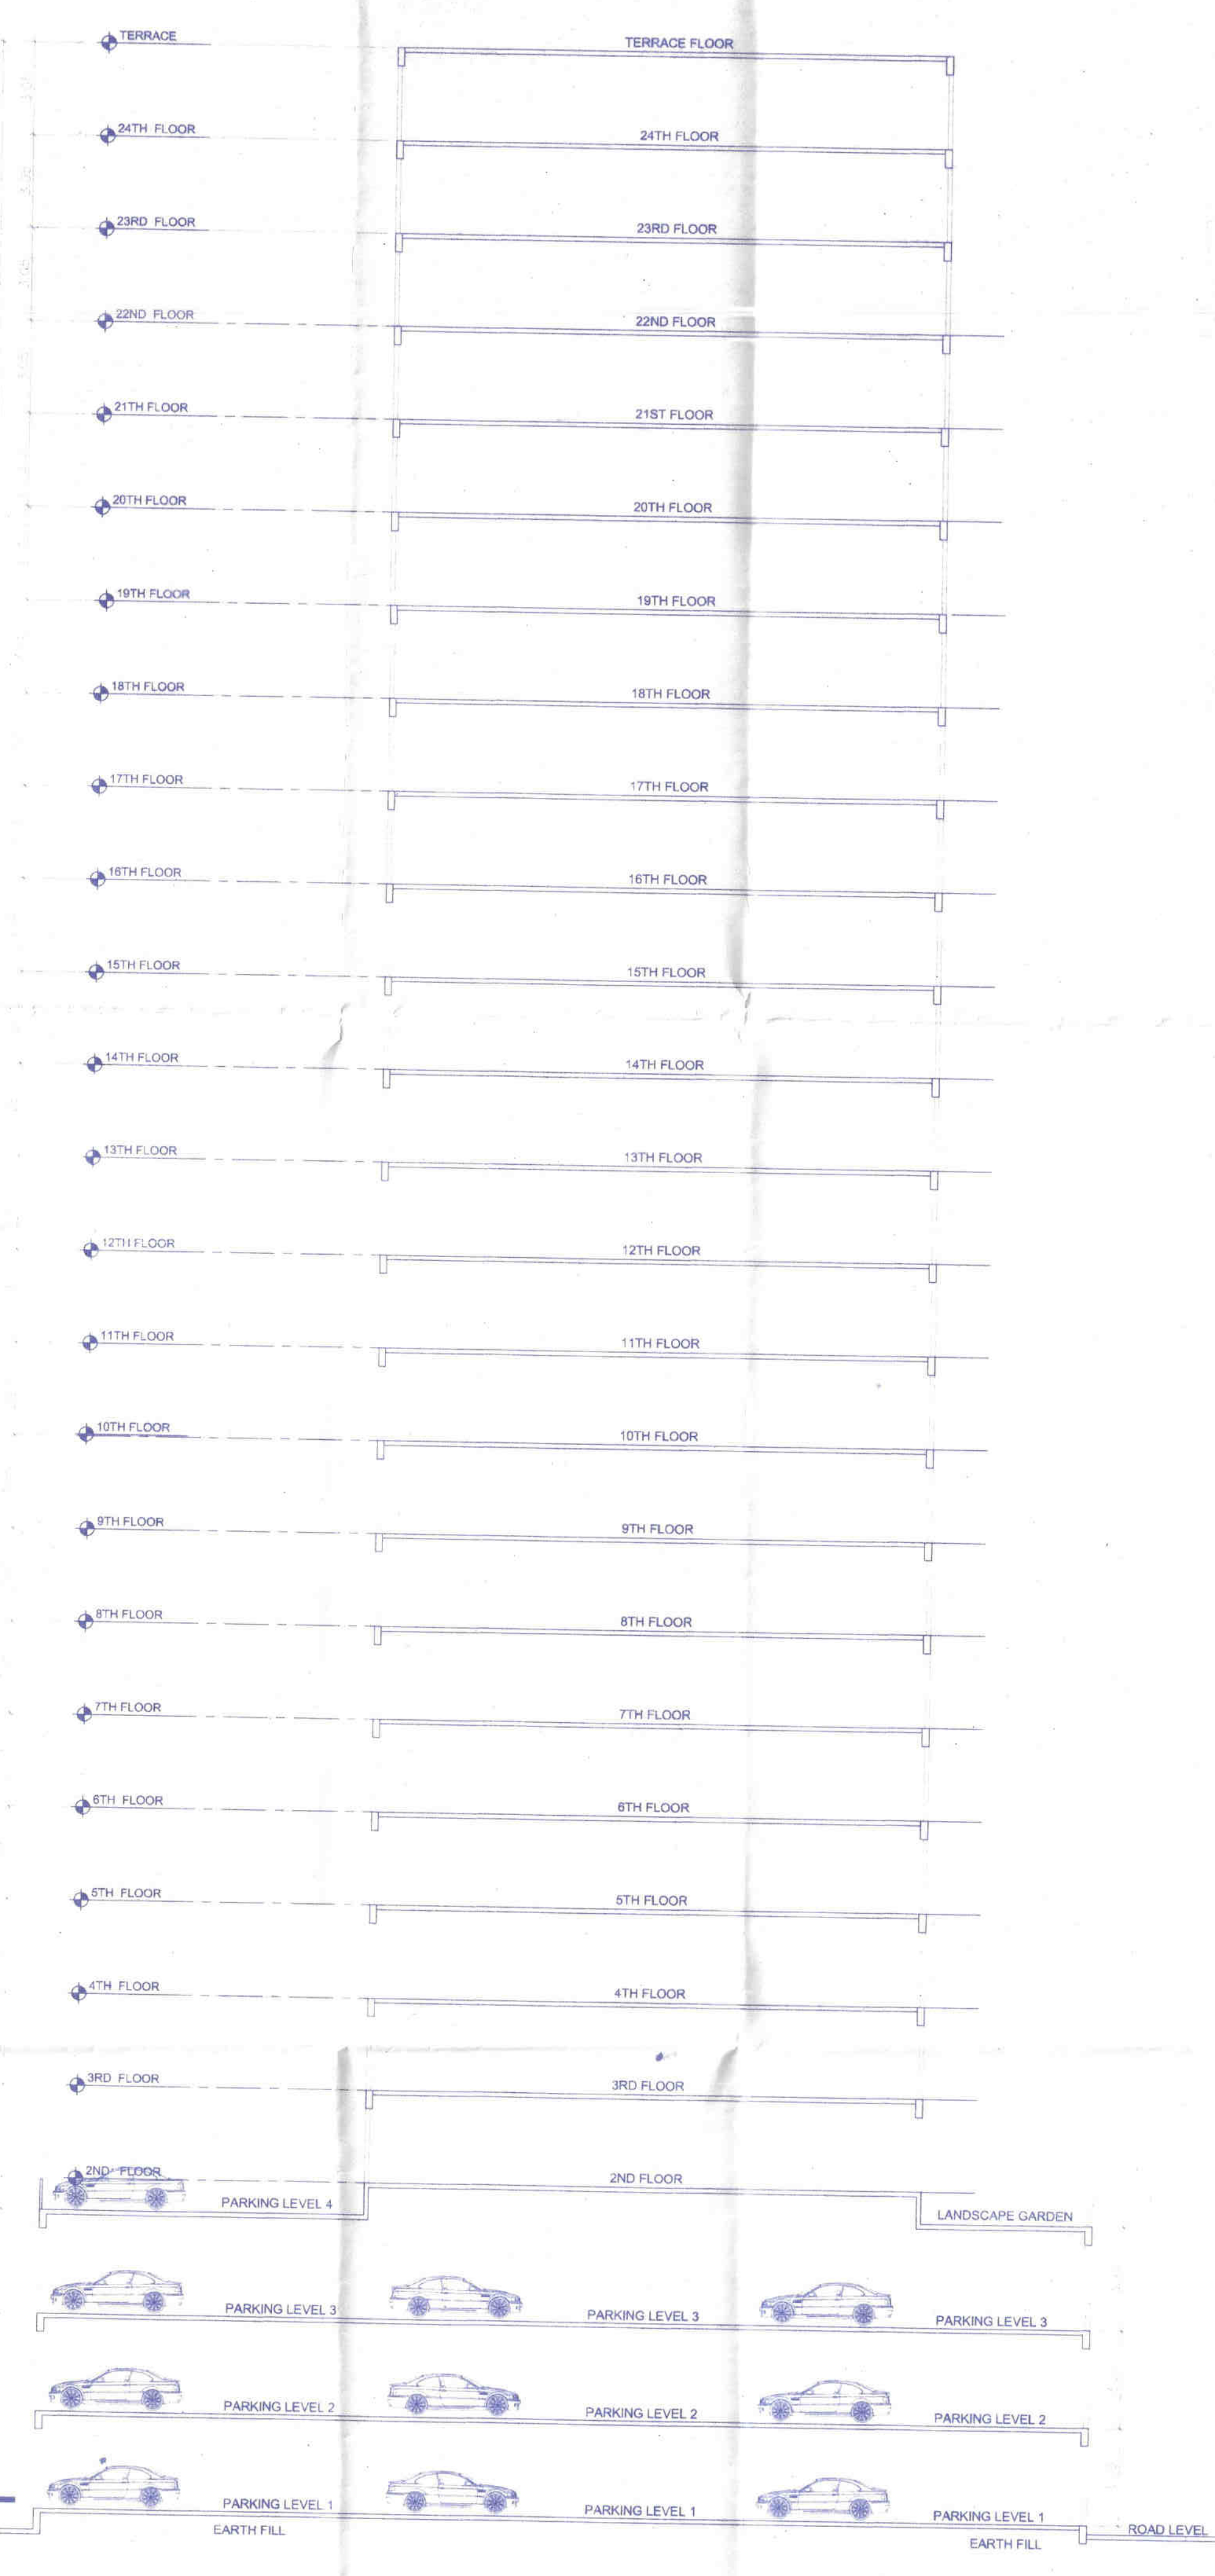 TERRACE TERRACE FLOOR
24TH FLOOR 24TH FLOOR
23RD FLOOR 23RD FLOOR
22ND FLOOR 22ND FLOOR
21TH FLOOR 21ST FLOOR
20TH FLOOR 20TH FLOOR
19TH FLOOR 19TH FLOOR
18TH FLOOR 18TH FLOOR
17TH FLOOR 17TH FLOOR
16TH FLOOR 16TH FLOOR
15TH FLOOR 15TH FLOOR
14TH FLOOR 14TH FLOOR
13TH FLOOR 13TH FLOOR
12TH FLOOR 12TH FLOOR
11TH FLOOR 11TH FLOOR
10TH FLOOR 10TH FLOOR
9TH FLOOR 9TH FLOOR
8TH FLOOR 8TH FLOOR
7TH FLOOR 7TH FLOOR
6TH FLOOR 6TH FLOOR
5TH FLOOR 5TH FLOOR
4TH FLOOR 4TH FLOOR
3RD FLOOR 3RD FLOOR
2ND FLOOR 2ND FLOOR
PARKING LEVEL 4 LANDSCAPE GARDEN
PARKING LEVEL 3 PARKING LEVEL 3 PARKING LEVEL 3
PARKING LEVEL 2 PARKING LEVEL 2 PARKING LEVEL 2
PARKING LEVEL 1 PARKING LEVEL 1 PARKING LEVEL 1
EARTH FILL EARTH FILL ROAD LEVEL